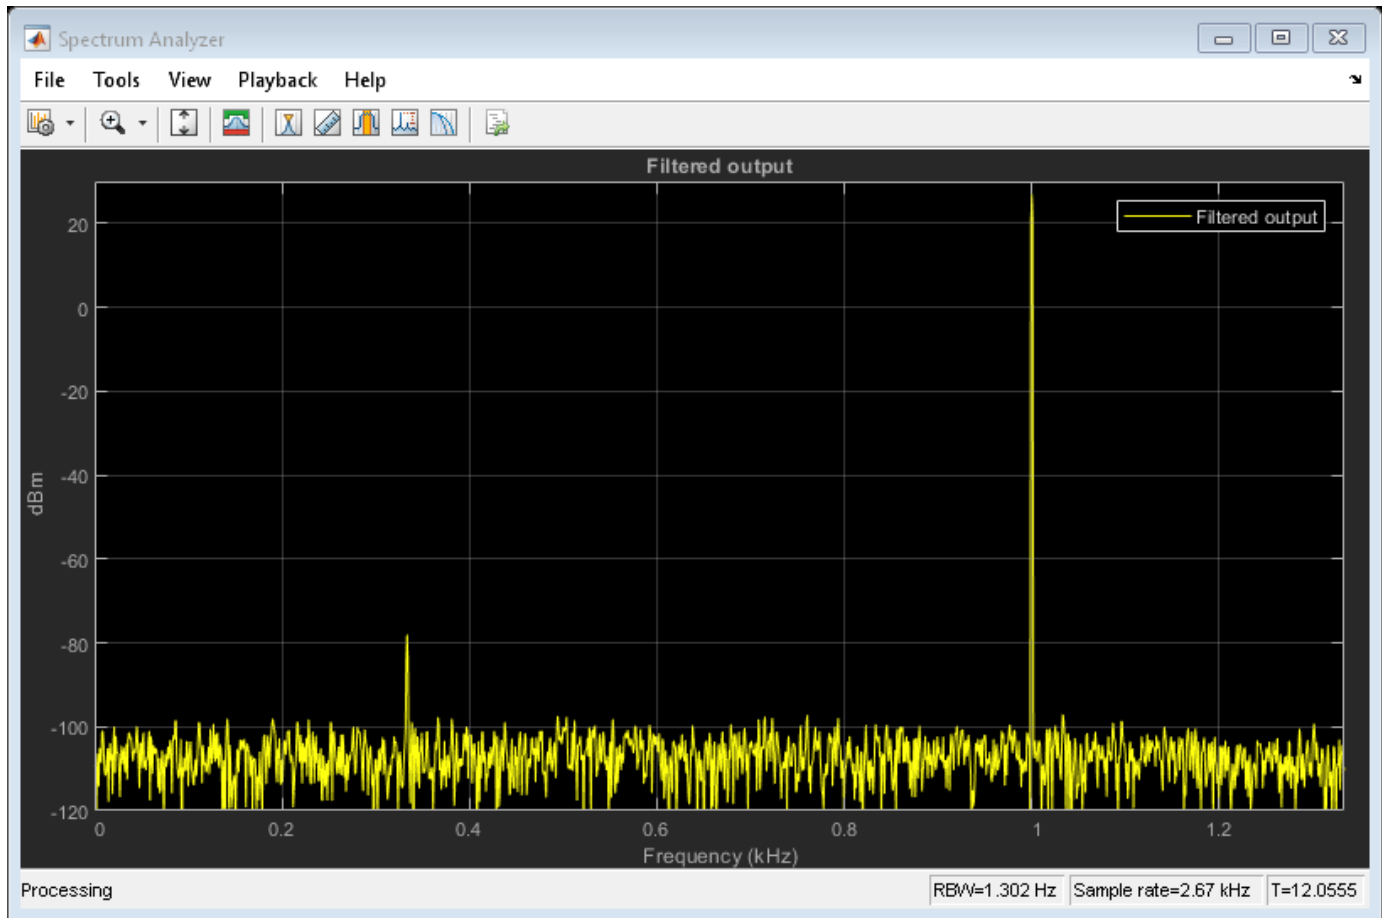 Spectrum Analyzer
File Tools View Playback Help
Filtered output
Filtered output
20
0
-20
-40
-60
-80
-100
-120
dBm
0 0.2 0.4 0.6 0.8 1 1.2
Frequency (kHz)
Processing RBW=1.302 Hz Sample rate=2.67 kHz T=12.0555